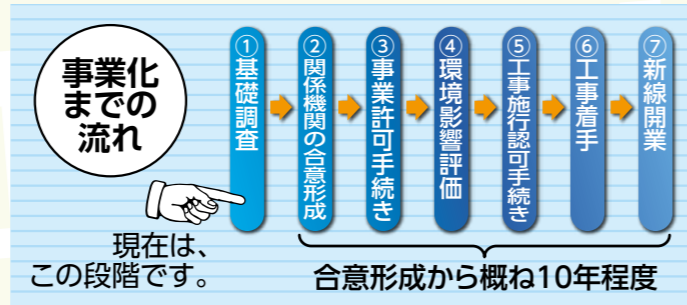 事業化
までの
流れ
①基礎調査
②関係機関の合意形成
③事業許可手続き
④環境影響評価
⑤工事施行認可手続き
⑥工事着手
⑦新線開業
現在は、
この段階です。
合意形成から概ね10年程度